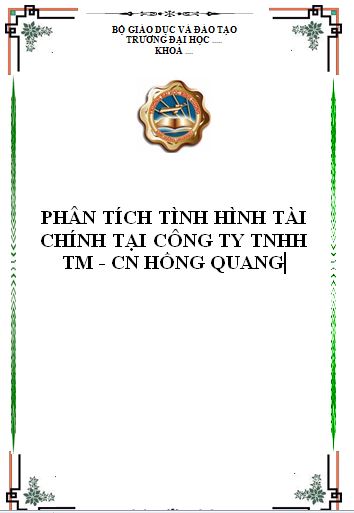 BỘ GIÁO DỤC VÀ ĐÀO TẠO
TRƯỜNG ĐẠI HỌC .....
KHOA ....
PHÂN TÍCH TÌNH HÌNH TÀI
CHÍNH TẠI CÔNG TY TNHH
TM - CN HỒNG QUANG